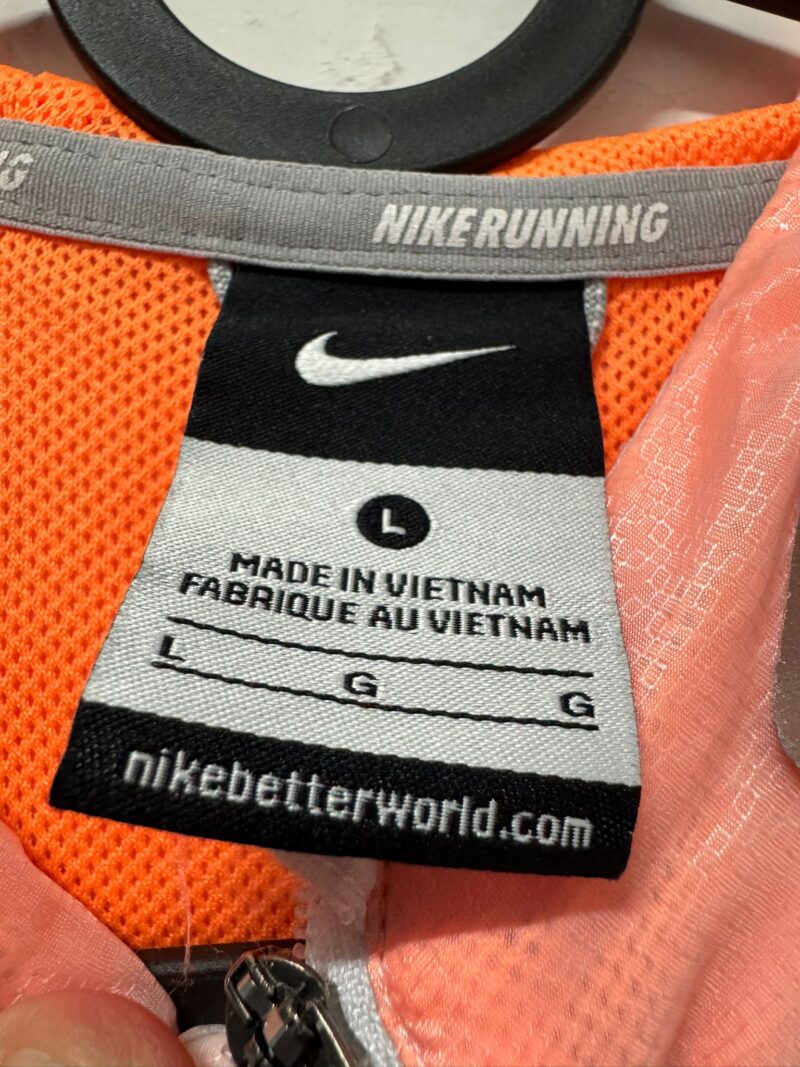 NIKE RUNNING
L
MADE IN VIETNAM
FABRIQUE AU VIETNAM
L G G
nikebetterworld.com